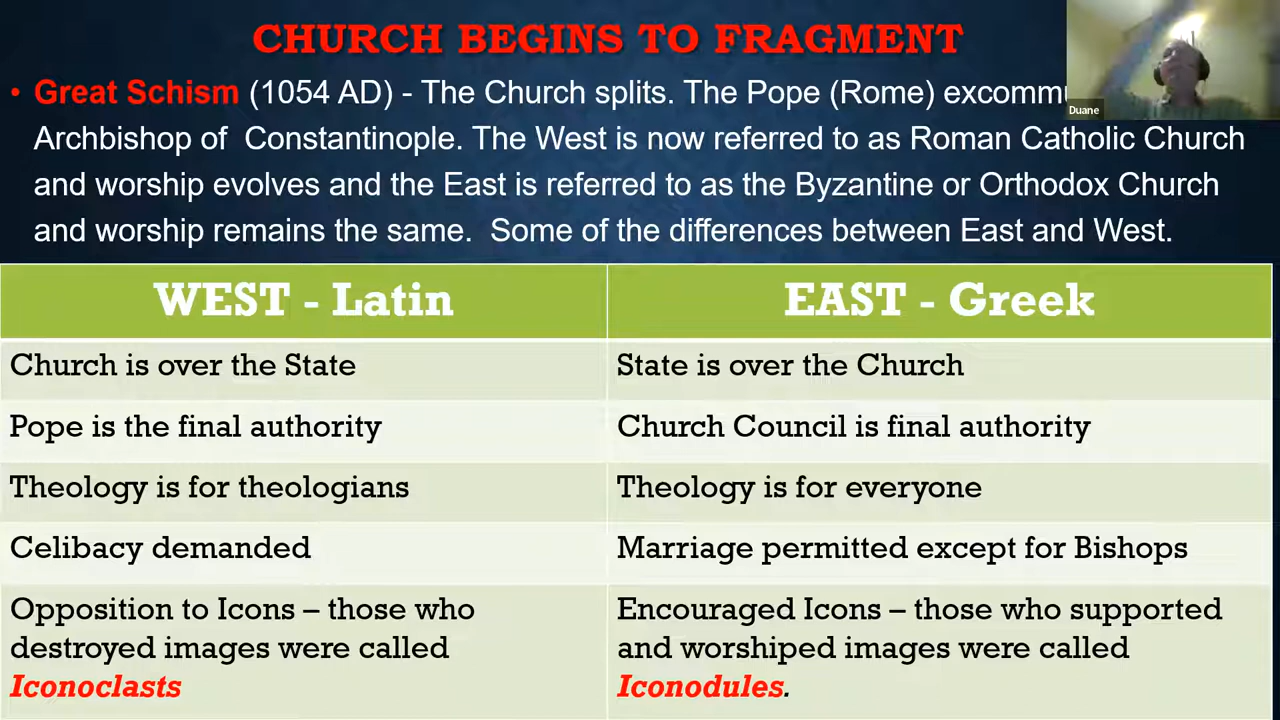 CHURCH BEGINS TO FRAGMENT
• Great Schism (1054 AD) - The Church splits. The Pope (Rome)
Duane
Archbishop of Constantinople. The West is now referred to as Roman Catholic Church
and worship evolves and the East is referred to as the Byzantine or Orthodox Church
and worship remains the same. Some of the differences between East and West.
WEST - Latin
EAST - Greek
Church is over the State
State is over the Church
Pope is the final authority
Church Council is final authority
Theology is for theologians
Theology is for everyone
Celibacy demanded
Marriage permitted except for Bishops
Opposition to Icons – those who
destroyed images were called
Iconoclasts
Encouraged Icons – those who supported
and worshiped images were called
Iconodules.